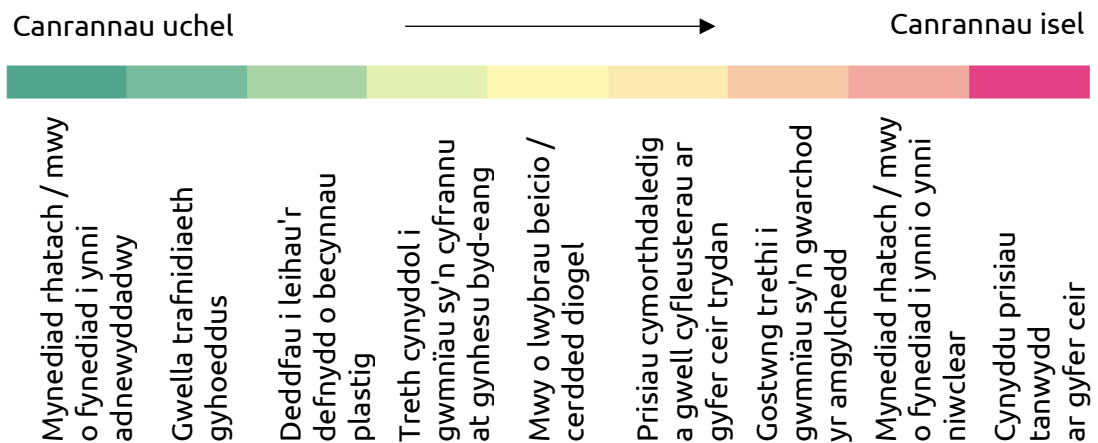 Canrannau uchel
Canrannau isel
Mynediad rhatach / mwy
o fynediad i ynni
adnewyddadwy
Gwella trafnidiaeth
gyhoeddus
Deddfau i leihau'r
defnydd o becynnau
plastig
Treth cynyddol i
gwmnïau sy'n cyfrannu
at gynhesu byd-eang
Mwy o lwybrau beicio /
cerdded diogel
Prisiau cymorthdaledig
a gwell cyfleusterau ar
gyfer ceir trydan
Gostwng trethi i
gwmnïau sy'n gwarchod
yr amgylchedd
Mynediad rhatach / mwy
o fynediad i ynni o ynni
niwclear
Cynyddu prisiau
tanwydd
ar gyfer ceir